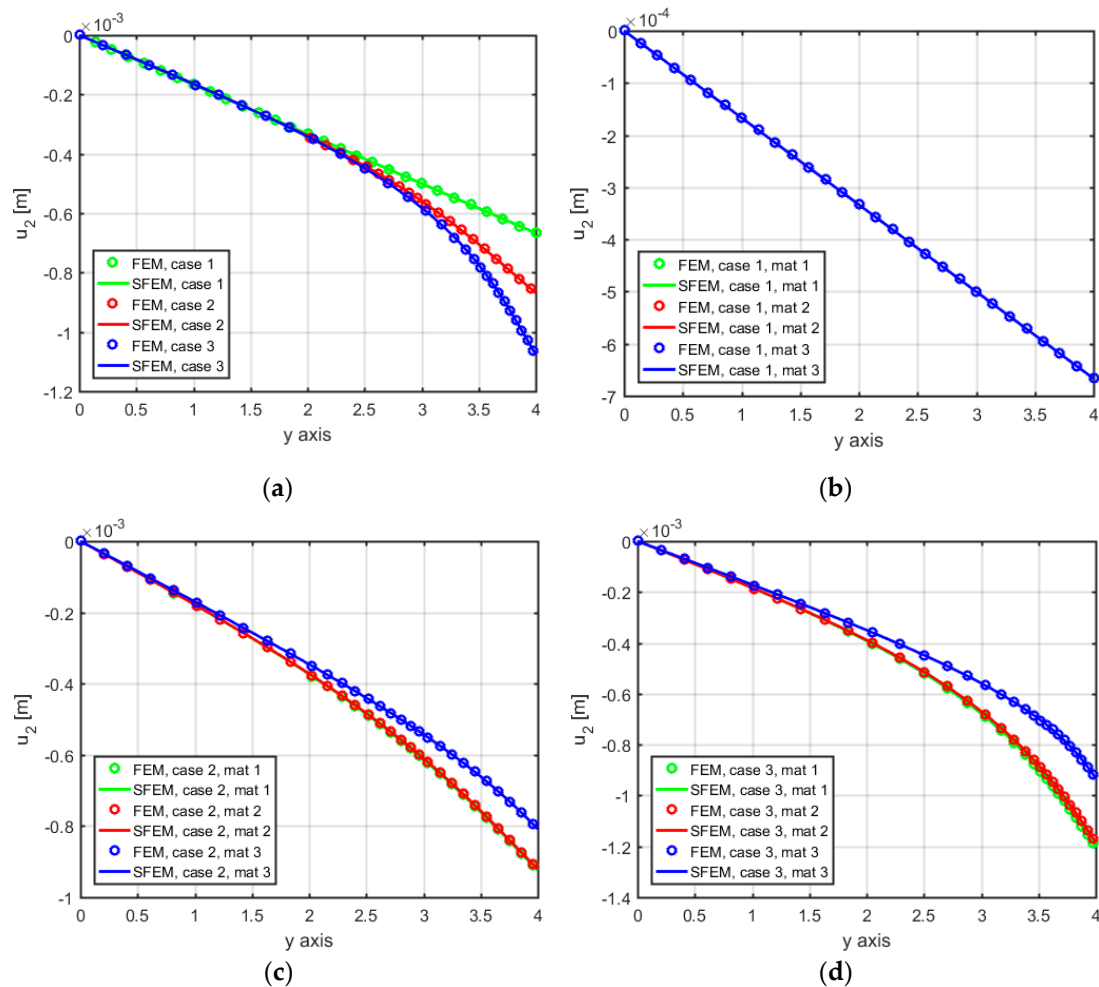 ×10-3
0
-0.2
-0.4
-0.6
-0.8
-1
-1.2
u2 [m]
FEM, case 1
SFEM, case 1
FEM, case 2
SFEM, case 2
FEM, case 3
SFEM, case 3
0 0.5 1 1.5 2 2.5 3 3.5 4
y axis
(a)
×10-4
0
-1
-2
-3
-4
-5
-6
-7
u2 [m]
FEM, case 1, mat 1
SFEM, case 1, mat 1
FEM, case 1, mat 2
SFEM, case 1, mat 2
FEM, case 1, mat 3
SFEM, case 1, mat 3
0 0.5 1 1.5 2 2.5 3 3.5 4
y axis
(b)
×10-3
0
-0.2
-0.4
-0.6
-0.8
-1
u2 [m]
FEM, case 2, mat 1
SFEM, case 2, mat 1
FEM, case 2, mat 2
SFEM, case 2, mat 2
FEM, case 2, mat 3
SFEM, case 2, mat 3
0 0.5 1 1.5 2 2.5 3 3.5 4
y axis
(c)
×10-3
0
-0.2
-0.4
-0.6
-0.8
-1
-1.2
-1.4
u2 [m]
FEM, case 3, mat 1
SFEM, case 3, mat 1
FEM, case 3, mat 2
SFEM, case 3, mat 2
FEM, case 3, mat 3
SFEM, case 3, mat 3
0 0.5 1 1.5 2 2.5 3 3.5 4
y axis
(d)